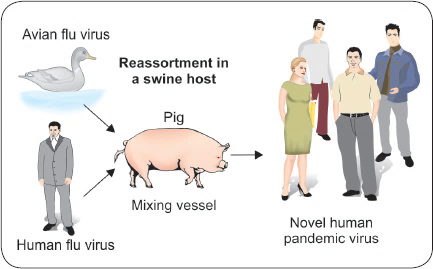 Avian flu virus
Reassortment in
a swine host
Pig
Mixing vessel
Human flu virus
Novel human
pandemic virus